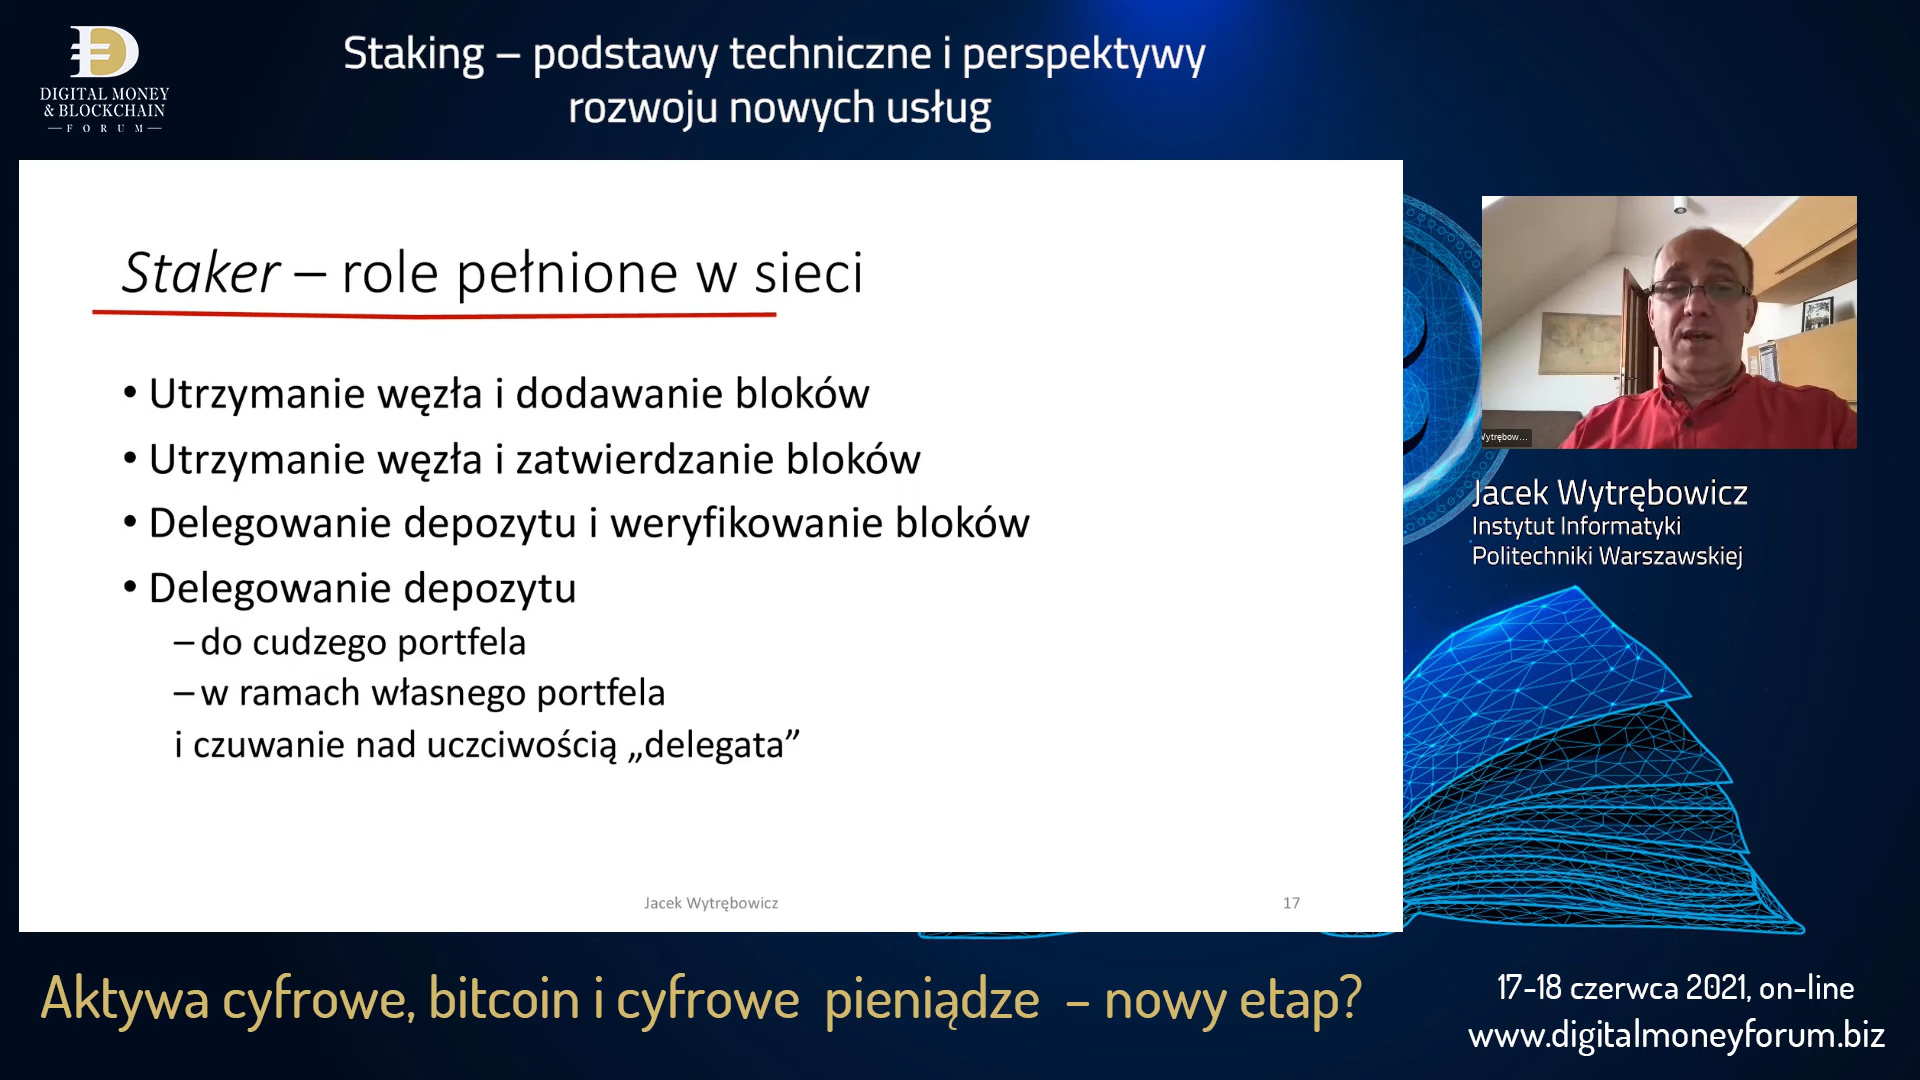 DIGITAL MONEY
& BLOCKCHAIN
FORUM
Staking – podstawy techniczne i perspektywy
rozwoju nowych usług
Staker – role pełnione w sieci
• Utrzymanie węzła i dodawanie bloków
• Utrzymanie węzła i zatwierdzanie bloków
• Delegowanie depozytu i weryfikowanie bloków
• Delegowanie depozytu
– do cudzego portfela
– w ramach własnego portfela
i czuwanie nad uczciwością „delegata”
Jacek Wytrębowicz
17
Jacek Wytrębowicz
Instytut Informatyki
Politechniki Warszawskiej
Aktywa cyfrowe, bitcoin i cyfrowe pieniądze – nowy etap?
17-18 czerwca 2021, on-line
www.digitalmoneyforum.biz